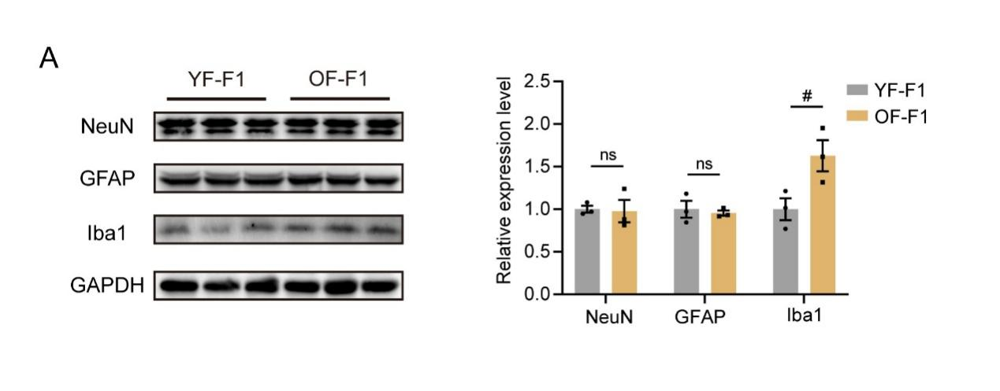 A
YF-F1 OF-F1
NeuN
GFAP
Iba1
GAPDH
Relative expression level
2.5
2.0
1.5
1.0
0.5
0.0
ns
ns
#
NeuN GFAP Iba1
YF-F1
OF-F1